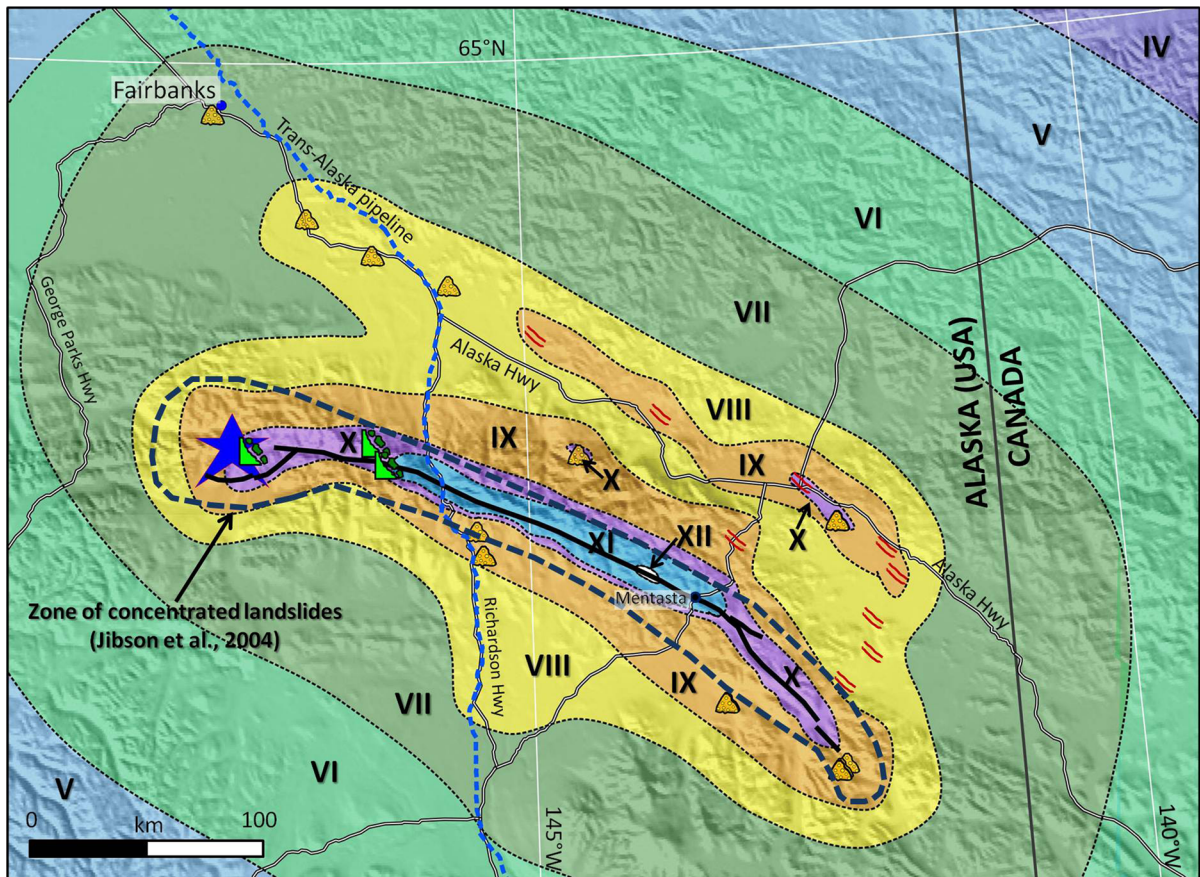 65°N
IV
Fairbanks
V
Trans-Alaska pipeline
VI
George Parks Hwy
VII
ALASKA (USA)
CANADA
Alaska Hwy
VIII
IX
X
IX
X
X
XI
XII
Mentasta
Alaska Hwy
Zone of concentrated landslides
(Jibson et al., 2004)
Richardson Hwy
VIII
IX
X
VII
VI
V
0 100
km
145°W
140°W